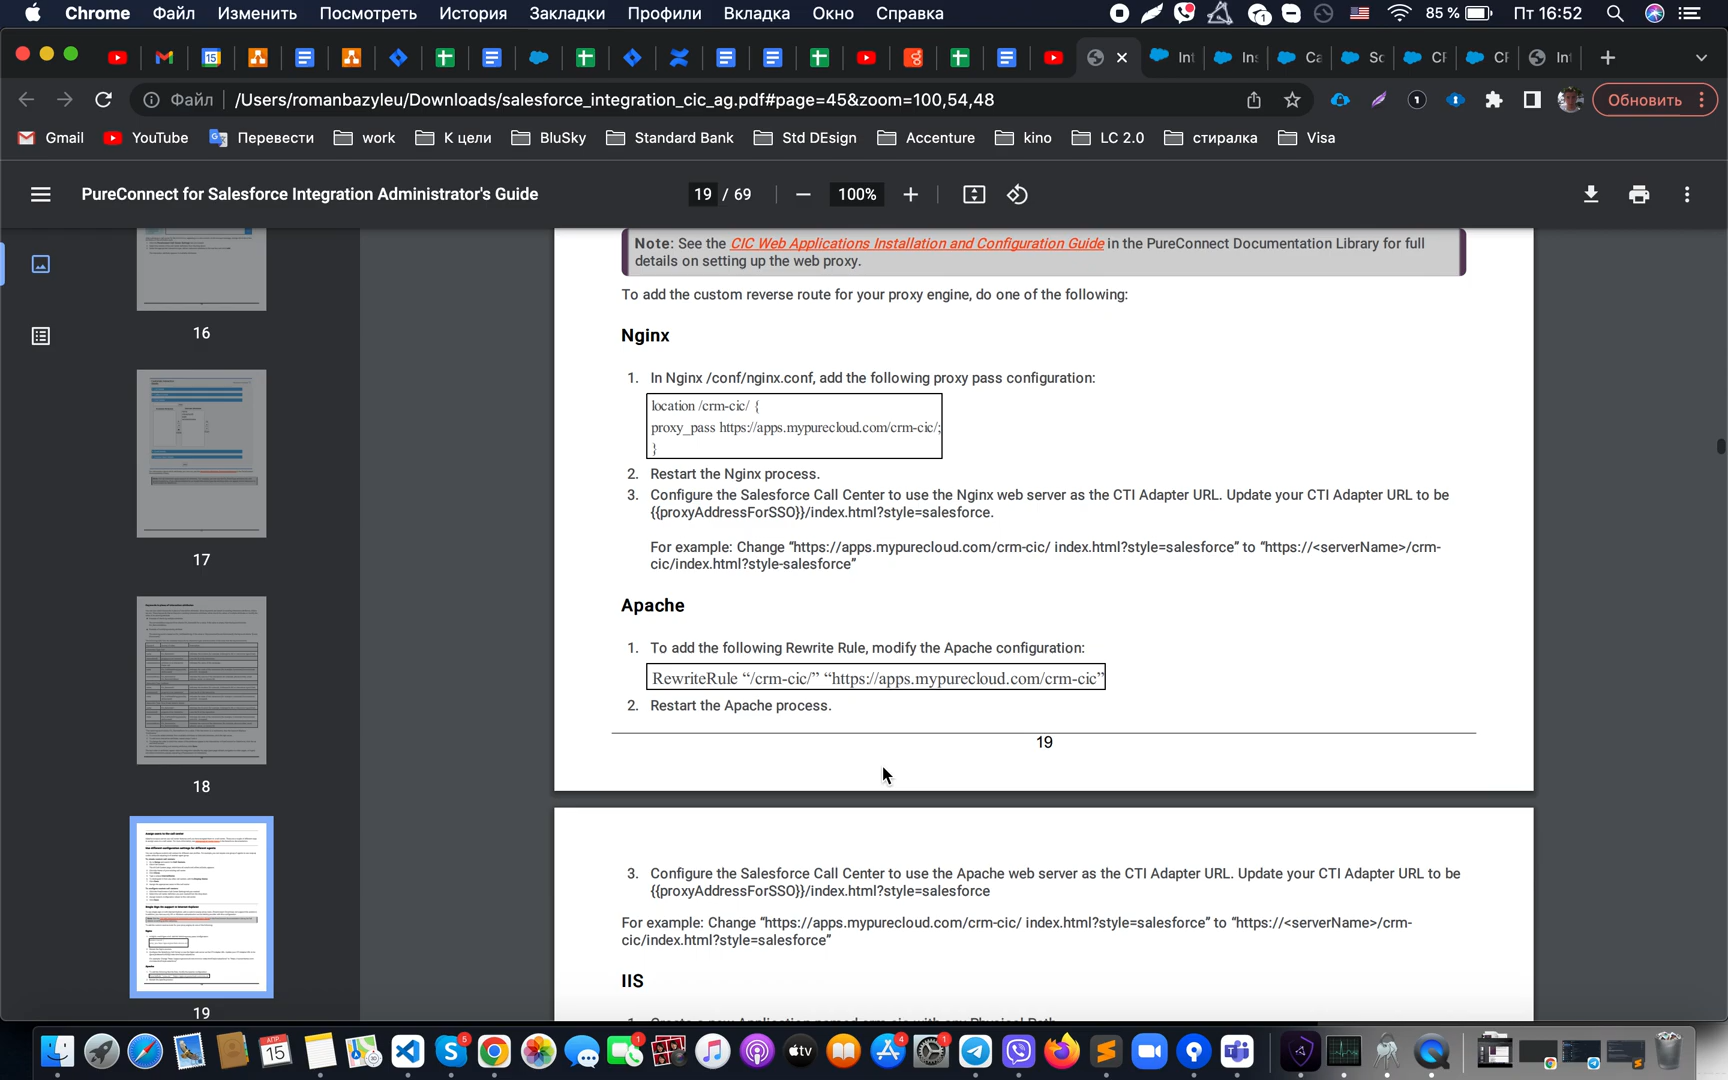 Chrome Файл Изменить Посмотреть История Закладки Профили Вкладка Окно Справка
85 % Пт 16:52
Int Ins Ca Sc CF CF Int
Файл /Users/romanbazyleu/Downloads/salesforce_integration_cic_ag.pdf#page=45&zoom=100,54,48 Обновить
Gmail YouTube Перевести work К цели BluSky Standard Bank Std DEsign Accenture kino LC 2.0 стиралка Visa
PureConnect for Salesforce Integration Administrator's Guide 19 / 69 100%
16
17
18
19
Note: See the CIC Web Applications Installation and Configuration Guide in the PureConnect Documentation Library for full
details on setting up the web proxy.
To add the custom reverse route for your proxy engine, do one of the following:
Nginx
1. In Nginx /conf/nginx.conf, add the following proxy pass configuration:
location /crm-cic/ {
proxy_pass https://apps.mypurecloud.com/crm-cic/;
}
2. Restart the Nginx process.
3. Configure the Salesforce Call Center to use the Nginx web server as the CTI Adapter URL. Update your CTI Adapter URL to be
{{proxyAddressForSSO}}/index.html?style=salesforce.
For example: Change "https://apps.mypurecloud.com/crm-cic/ index.html?style=salesforce" to "https://<serverName>/crm-
cic/index.html?style-salesforce"
Apache
1. To add the following Rewrite Rule, modify the Apache configuration:
RewriteRule “/crm-cic/” “https://apps.mypurecloud.com/crm-cic”
2. Restart the Apache process.
19
3. Configure the Salesforce Call Center to use the Apache web server as the CTI Adapter URL. Update your CTI Adapter URL to be
{{proxyAddressForSSO}}/index.html?style=salesforce
For example: Change "https://apps.mypurecloud.com/crm-cic/ index.html?style=salesforce" to "https://<serverName>/crm-
cic/index.html?style=salesforce"
IIS